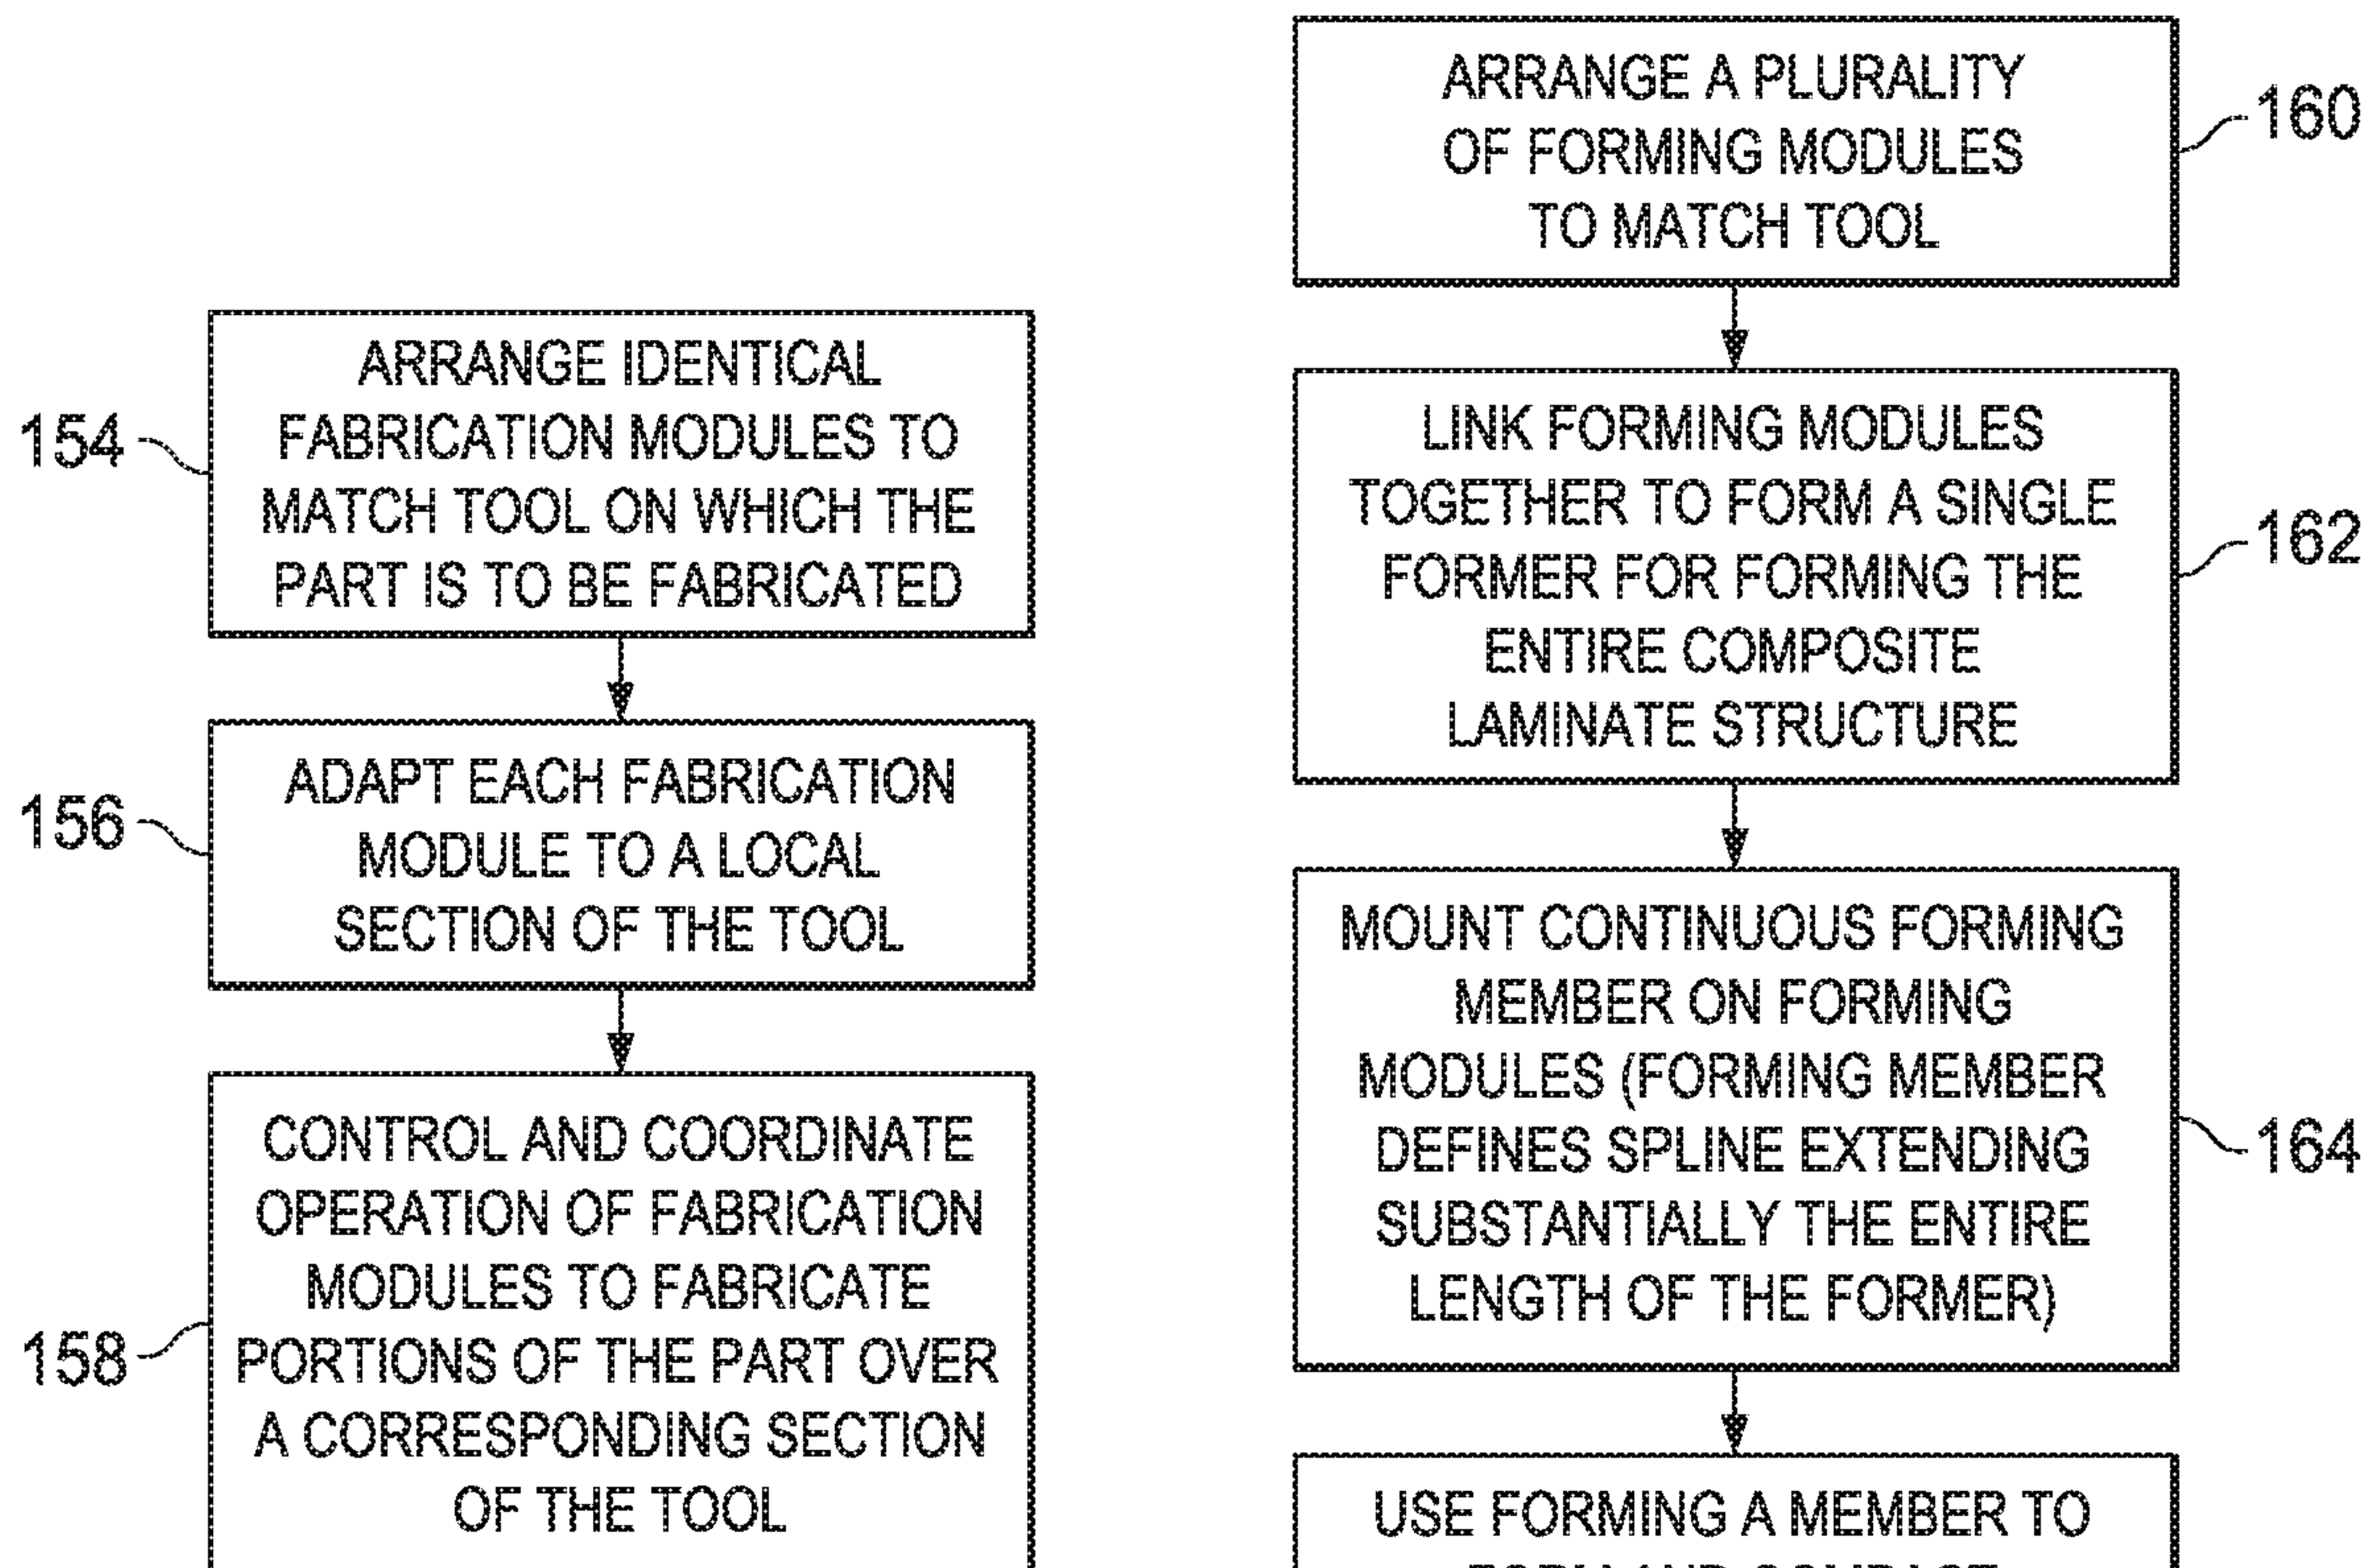 154
ARRANGE IDENTICAL
FABRICATION MODULES TO
MATCH TOOL ON WHICH THE
PART IS TO BE FABRICATED
156
ADAPT EACH FABRICATION
MODULE TO A LOCAL
SECTION OF THE TOOL
158
CONTROL AND COORDINATE
OPERATION OF FABRICATION
MODULES TO FABRICATE
PORTIONS OF THE PART OVER
A CORRESPONDING SECTION
OF THE TOOL
ARRANGE A PLURALITY
OF FORMING MODULES
TO MATCH TOOL
160
LINK FORMING MODULES
TOGETHER TO FORM A SINGLE
FORMER FOR FORMING THE
ENTIRE COMPOSITE
LAMINATE STRUCTURE
162
MOUNT CONTINUOUS FORMING
MEMBER ON FORMING
MODULES (FORMING MEMBER
DEFINES SPLINE EXTENDING
SUBSTANTIALLY THE ENTIRE
LENGTH OF THE FORMER)
164
USE FORMING A MEMBER TO